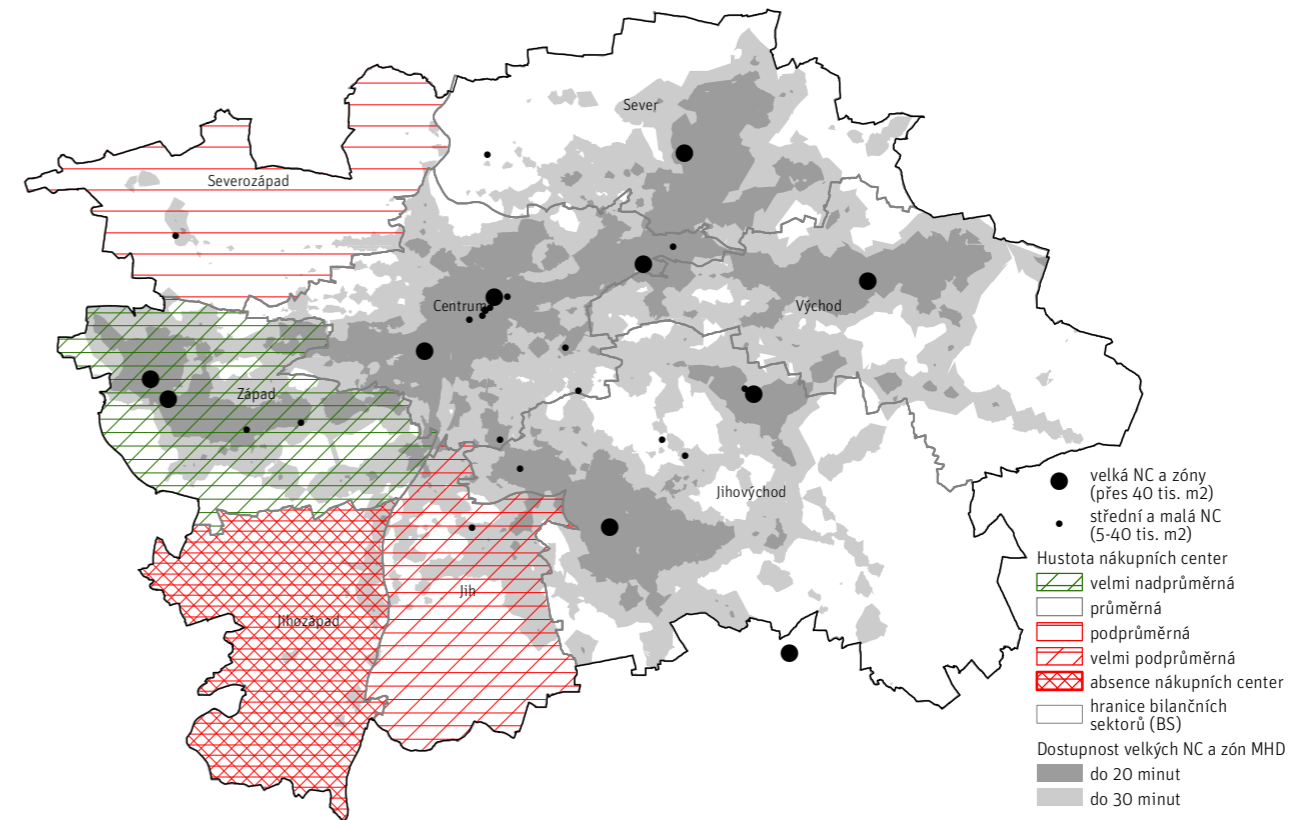 Sever
Severozápad
Centrum
Východ
Západ
Jihovýchod
Jih
Jihozápad
velká NC a zóny
(přes 40 tis. m2)
střední a malá NC
(5-40 tis. m2)
Hustota nákupních center
velmi nadprůměrná
průměrná
podprůměrná
velmi podprůměrná
absence nákupních center
hranice bilančních
sektorů (BS)
Dostupnost velkých NC a zón MHD
do 20 minut
do 30 minut